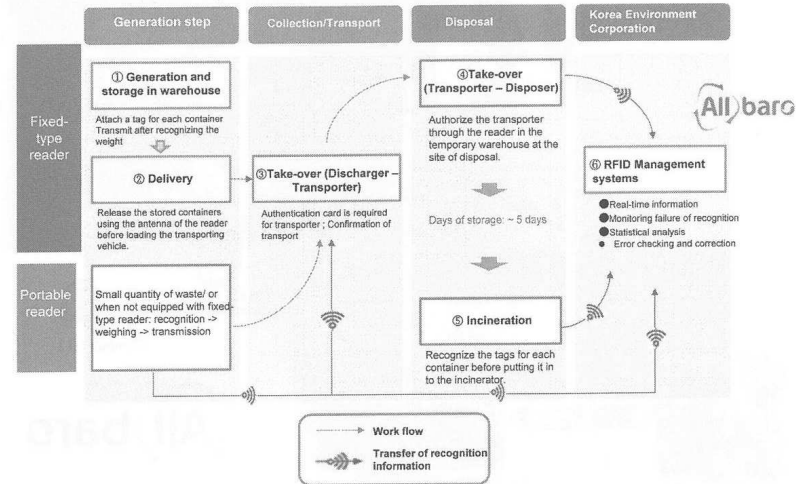 Generation step
Collection/Transport
Disposal
Korea Environment
Corporation
Fixed-
type
reader
① Generation and
storage in warehouse
Attach a tag for each container
Transmit after recognizing the
weight
② Delivery
Release the stored containers
using the antenna of the reader
before loading the transporting
vehicle.
③Take-over (Discharger –
Transporter)
Authentication card is required
for transporter ; Confirmation of
transport
④Take-over
(Transporter – Disposer)
Authorize the transporter
through the reader in the
temporary warehouse at the
site of disposal.
Days of storage: ~ 5 days
⑤ Incineration
Recognize the tags for each
container before putting it in
to the incinerator.
Allbaro
⑥ RFID Management
systems
●Real-time information
●Monitoring failure of recognition
●Statistical analysis
● Error checking and correction
Portable
reader
Small quantity of waste/ or
when not equipped with fixed-
type reader: recognition ->
weighing -> transmission
Work flow
Transfer of recognition
information